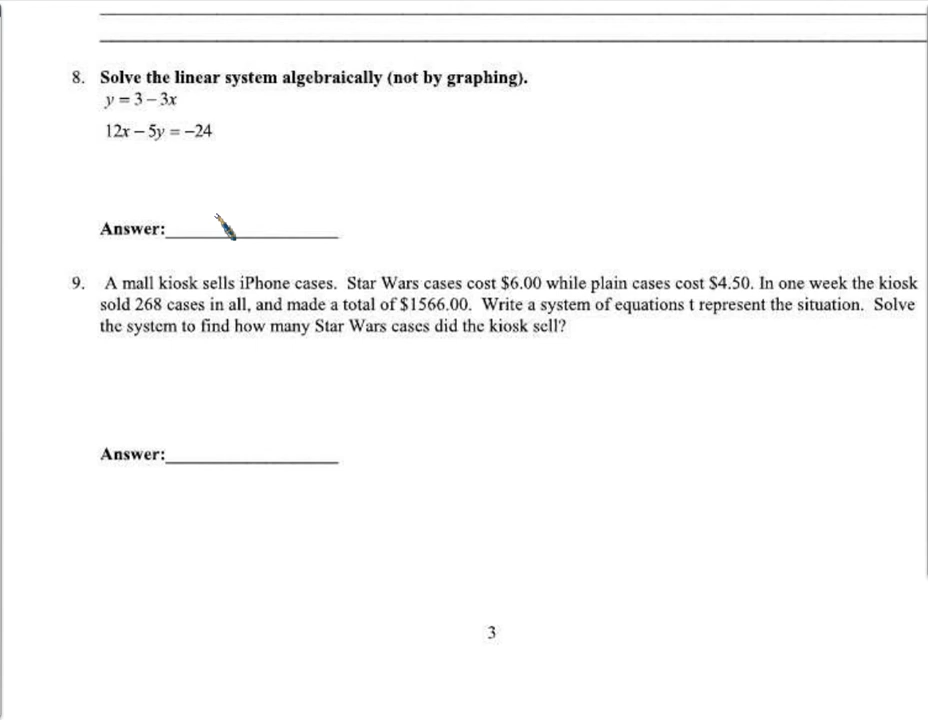 8. Solve the linear system algebraically (not by graphing).
y = 3 – 3x
12x – 5y = –24
Answer:____________________
9. A mall kiosk sells iPhone cases. Star Wars cases cost $6.00 while plain cases cost $4.50. In one week the kiosk
sold 268 cases in all, and made a total of $1566.00. Write a system of equations t represent the situation. Solve
the system to find how many Star Wars cases did the kiosk sell?
Answer:____________________
3